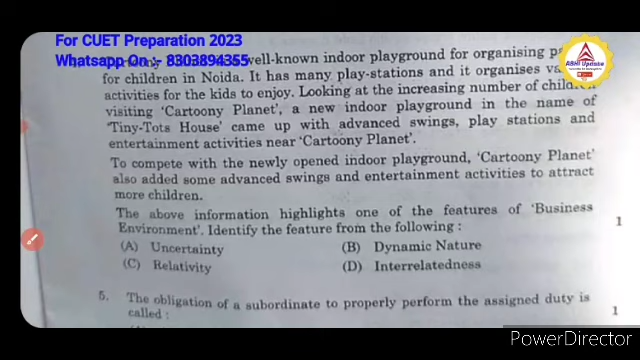 For CUET Preparation 2023
Whatsapp On :- 8303894355
well-known indoor playground for organising
for children in Noida. It has many play-stations and it organises
activities for the kids to enjoy. Looking at the increasing number of children
visiting 'Cartoony Planet', a new indoor playground in the name of
'Tiny-Tots House' came up with advanced swings, play stations and
entertainment activities near 'Cartoony Planet'.
To compete with the newly opened indoor playground, 'Cartoony Planet'
also added some advanced swings and entertainment activities to attract
more children.
The above information highlights one of the features of 'Business
Environment'. Identify the feature from the following :
1
(A) Uncertainty
(B) Dynamic Nature
(C) Relativity
(D) Interrelatedness
5. The obligation of a subordinate to properly perform the assigned duty is
called :
1
ABHI Update
PowerDirector